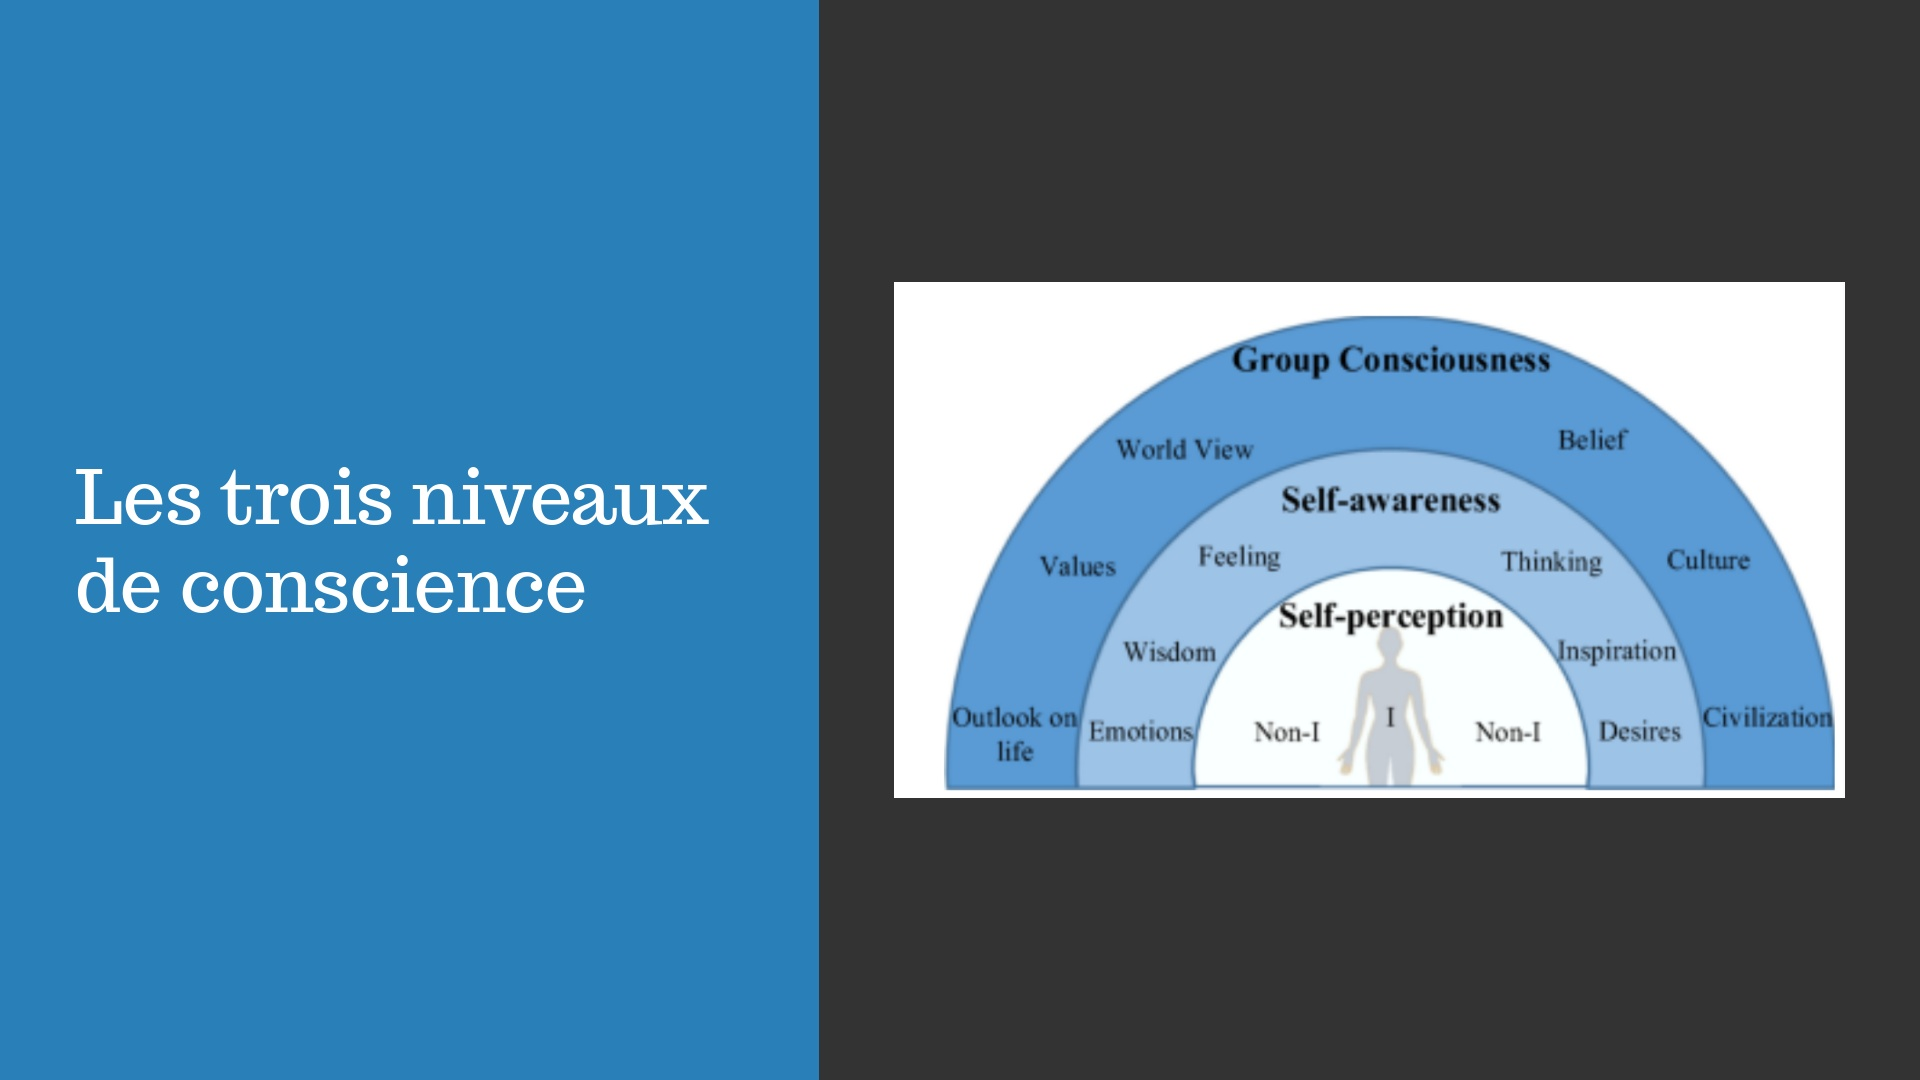 Les trois niveaux
de conscience
Group Consciousness
World View
Belief
Self-awareness
Values
Feeling
Thinking
Culture
Self-perception
Wisdom
Inspiration
Outlook on
life
Emotions
Non-I
I
Non-I
Desires
Civilization